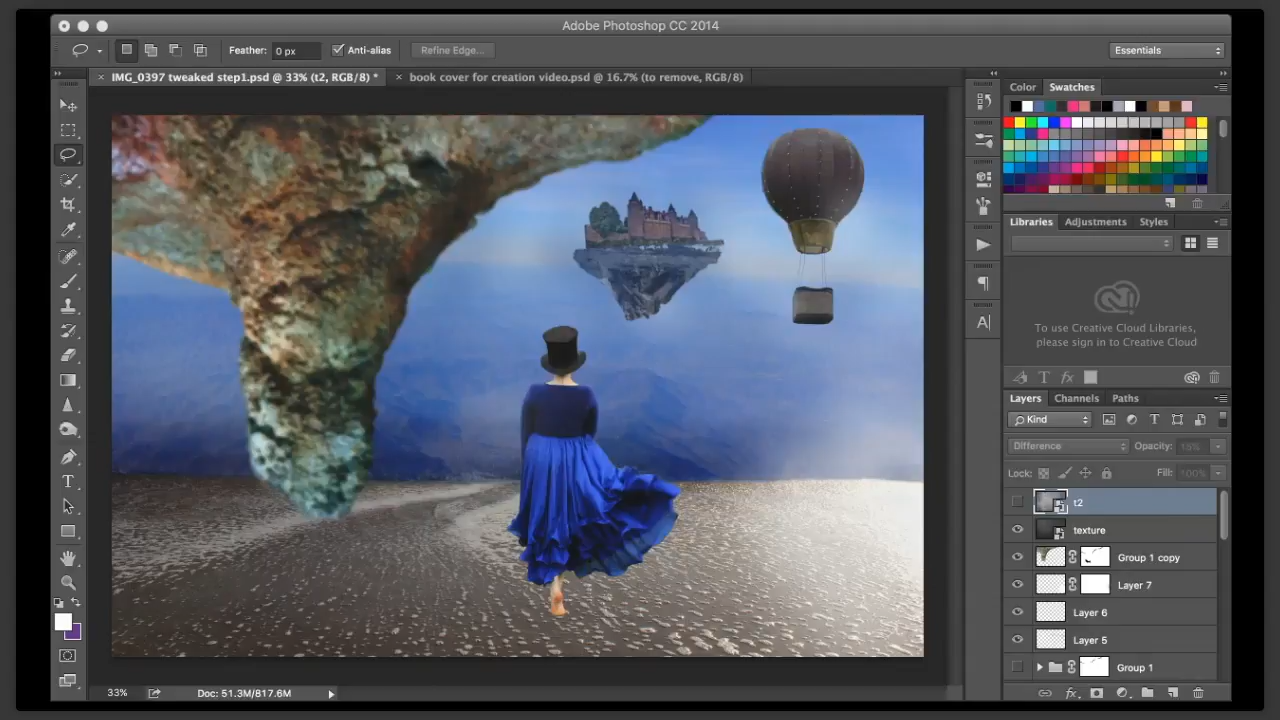 Adobe Photoshop CC 2014
Feather: 0 px Anti-alias Refine Edge... Essentials
IMG_0397 tweaked step1.psd @ 33% (t2, RGB/8) * book cover for creation video.psd @ 16.7% (to remove, RGB/8)
Color Swatches
Libraries Adjustments Styles
To use Creative Cloud Libraries,
please sign in to Creative Cloud
Layers Channels Paths
Kind
Difference Opacity: 15%
Lock: Fill: 100%
t2
texture
Group 1 copy
Layer 7
Layer 6
Layer 5
Group 1
33% Doc: 51.3M/817.6M